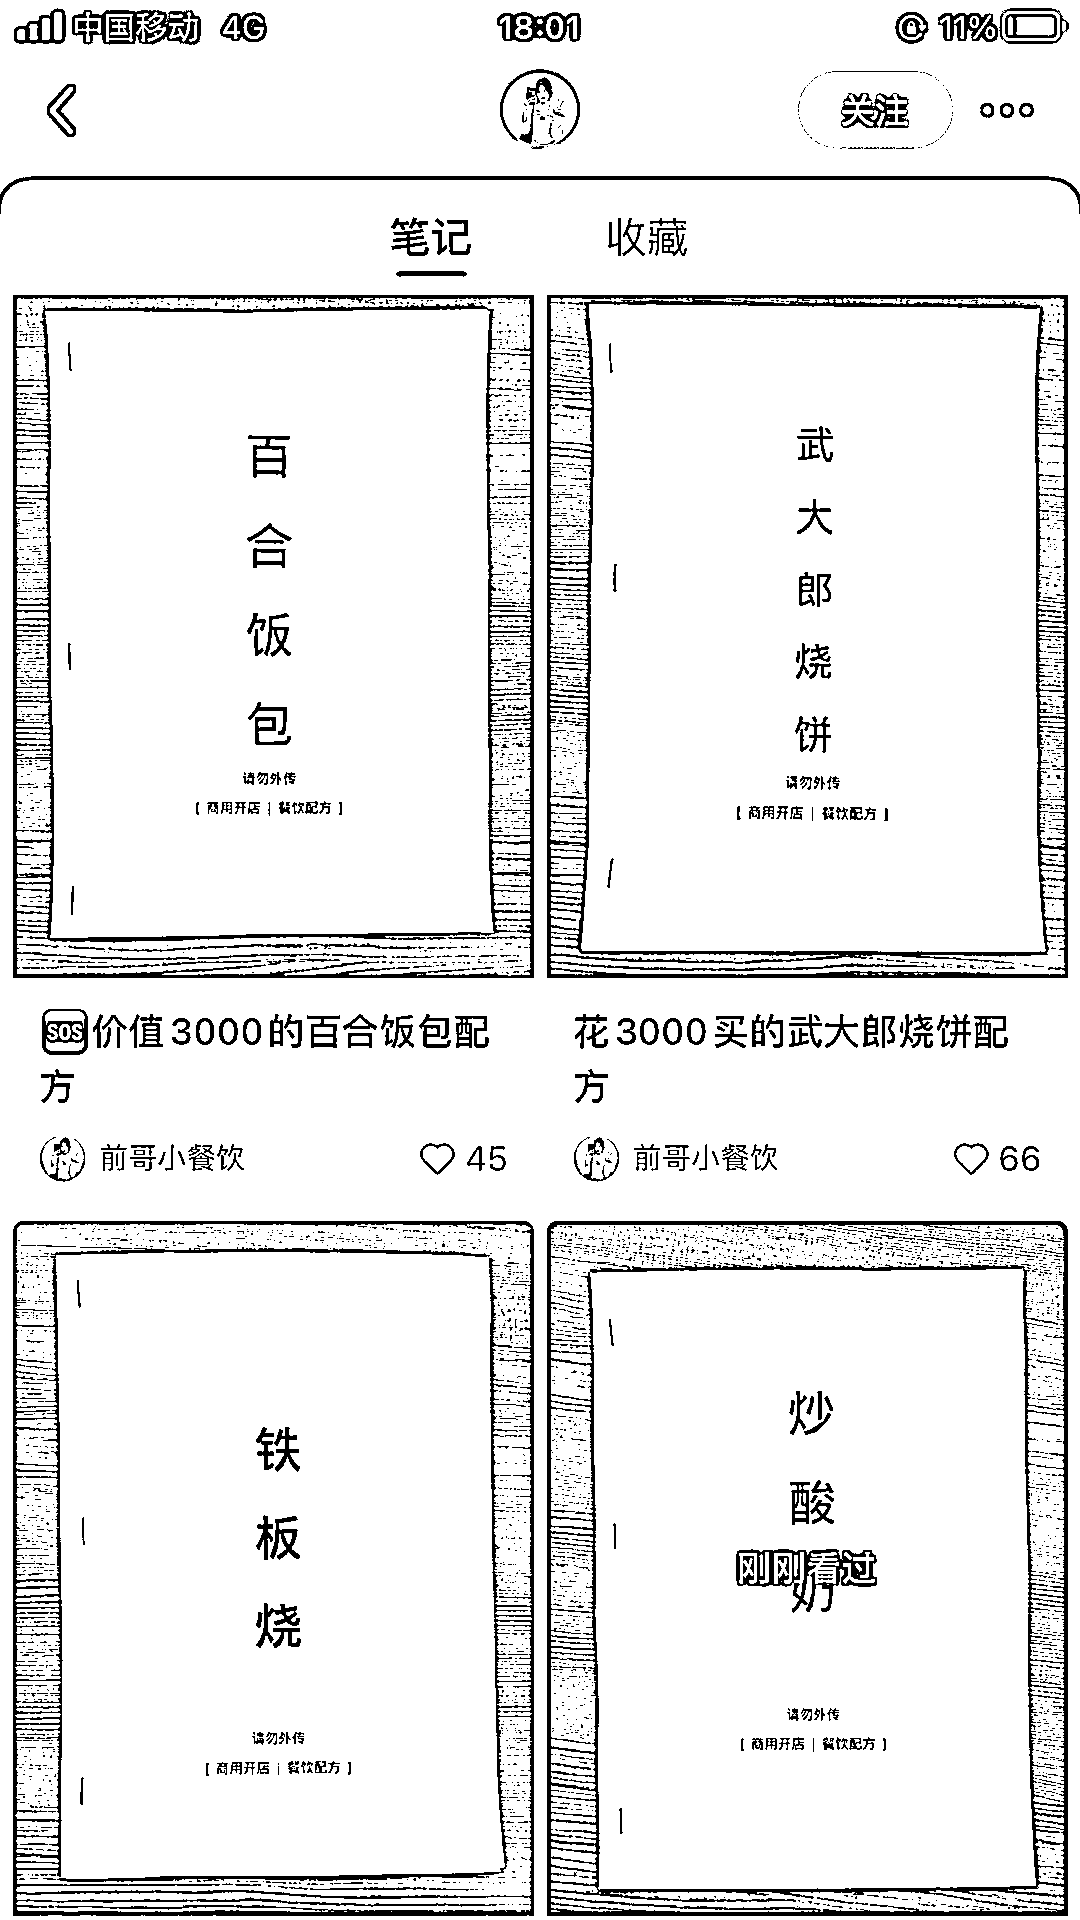 中国移动 4G 18:01 11%
关注
笔记 收藏
百
合
饭
包
请勿外传
[ 商用开店 | 餐饮配方 ]
武
大
郎
烧
饼
请勿外传
[ 商用开店 | 餐饮配方 ]
SOS价值3000的百合饭包配
方
前哥小餐饮 45
花3000买的武大郎烧饼配
方
前哥小餐饮 66
铁
板
烧
请勿外传
[ 商用开店 | 餐饮配方 ]
炒
酸
奶
刚刚看过
请勿外传
[ 商用开店 | 餐饮配方 ]